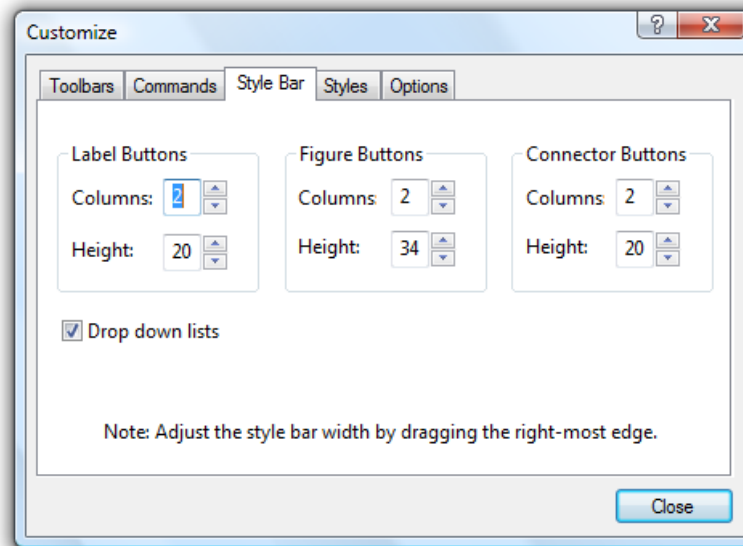 Customize
Toolbars Commands Style Bar Styles Options
Label Buttons Figure Buttons Connector Buttons
Columns: 2 Columns 2 Columns 2
Height: 20 Height: 34 Height: 20
Drop down lists
Note: Adjust the style bar width by dragging the right-most edge.
Close